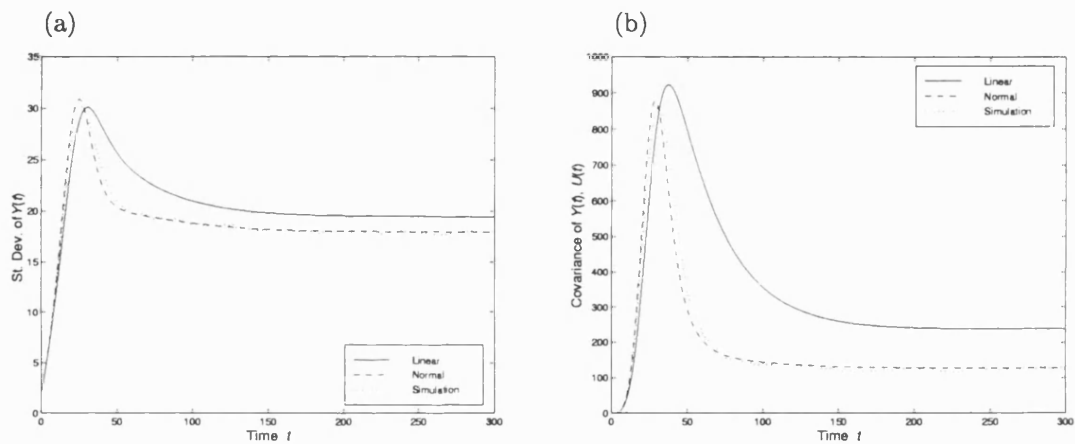 (a)
35
30
25
20
15
10
5
0
St. Dev. of Y(t)
0 50 100 150 200 250 300
Time t
Linear
Normal
Simulation
(b)
1000
900
800
700
600
500
400
300
200
100
0
Covariance of Y(t), U(t)
0 50 100 150 200 250 300
Time t
Linear
Normal
Simulation